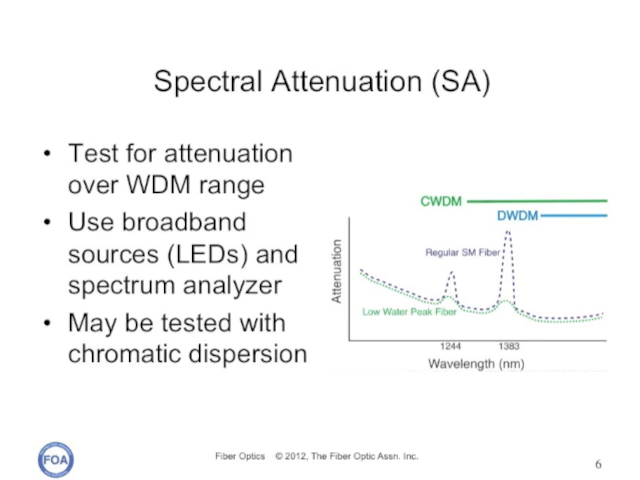 Spectral Attenuation (SA)
• Test for attenuation
over WDM range
• Use broadband
sources (LEDs) and
spectrum analyzer
• May be tested with
chromatic dispersion
CWDM
DWDM
Regular SM Fiber
Attenuation
Low Water Peak Fiber
1244 1383
Wavelength (nm)
FOA
Fiber Optics © 2012, The Fiber Optic Assn. Inc.
6